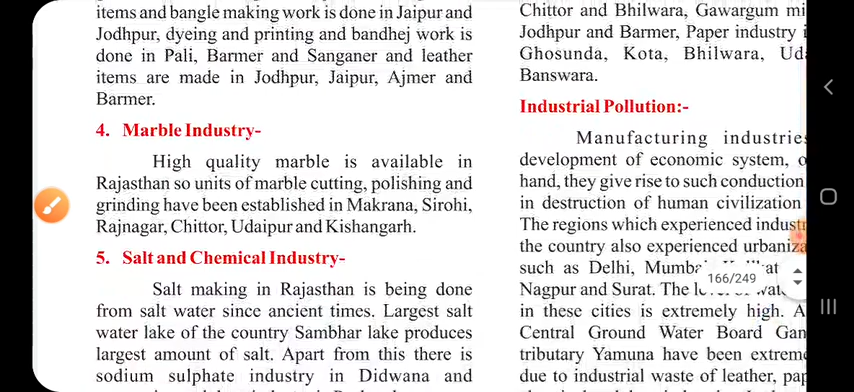 items and bangle making work is done in Jaipur and
Jodhpur, dyeing and printing and bandhej work is
done in Pali, Barmer and Sanganer and leather
items are made in Jodhpur, Jaipur, Ajmer and
Barmer.
4. Marble Industry-
High quality marble is available in
Rajasthan so units of marble cutting, polishing and
grinding have been established in Makrana, Sirohi,
Rajnagar, Chittor, Udaipur and Kishangarh.
5. Salt and Chemical Industry-
Salt making in Rajasthan is being done
from salt water since ancient times. Largest salt
water lake of the country Sambhar lake produces
largest amount of salt. Apart from this there is
sodium sulphate industry in Didwana and
Chittor and Bhilwara, Gawargum mi
Jodhpur and Barmer, Paper industry
Ghosunda, Kota, Bhilwara, Ud
Banswara.
Industrial Pollution:-
Manufacturing industries
development of economic system, o
hand, they give rise to such conduction
in destruction of human civilization
The regions which experienced indust
the country also experienced urbaniza
such as Delhi,
Nagpur and Surat. The
in these cities is extremely high. A
Central Ground Water Board Gan
tributary Yamuna have been extrem
due to industrial waste of leather, pap
166/249